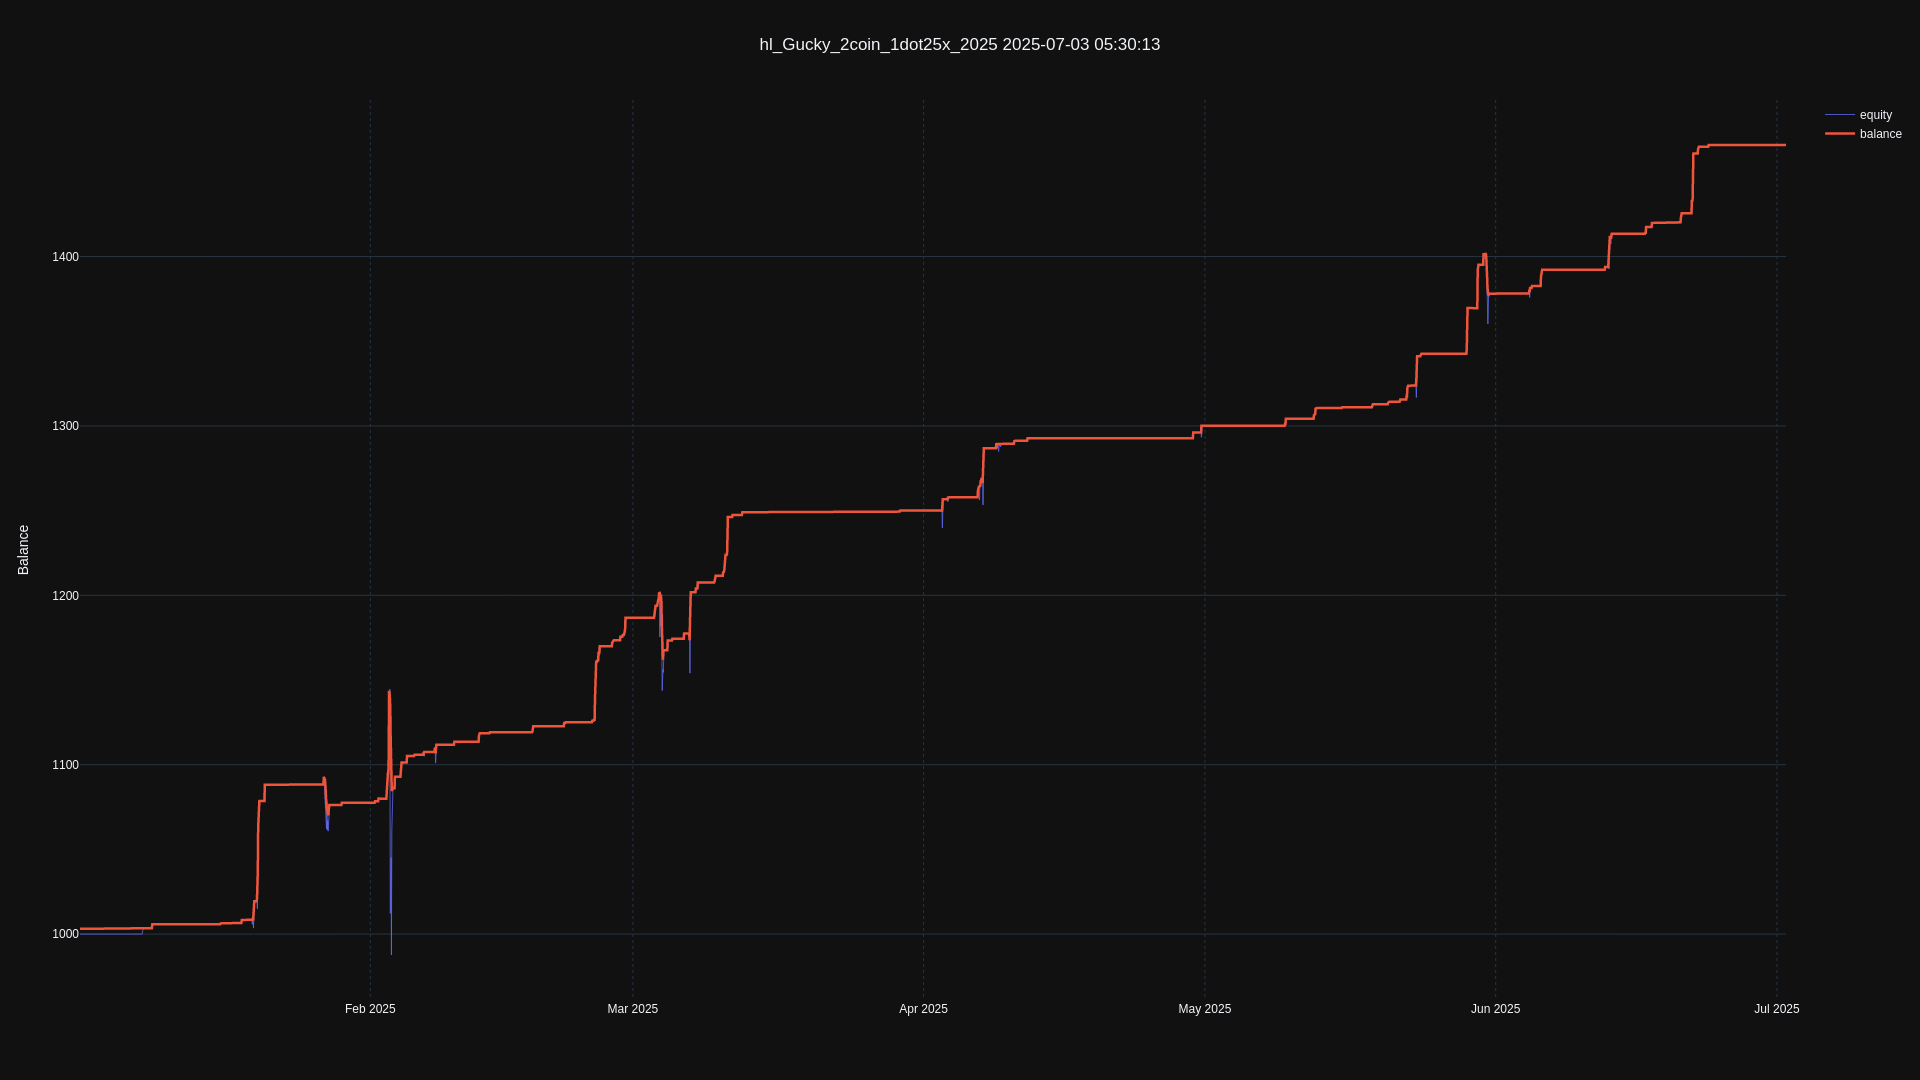 hl_Gucky_2coin_1dot25x_2025 2025-07-03 05:30:13
equity
balance
1400
1300
1200
1100
1000
Balance
Feb 2025
Mar 2025
Apr 2025
May 2025
Jun 2025
Jul 2025